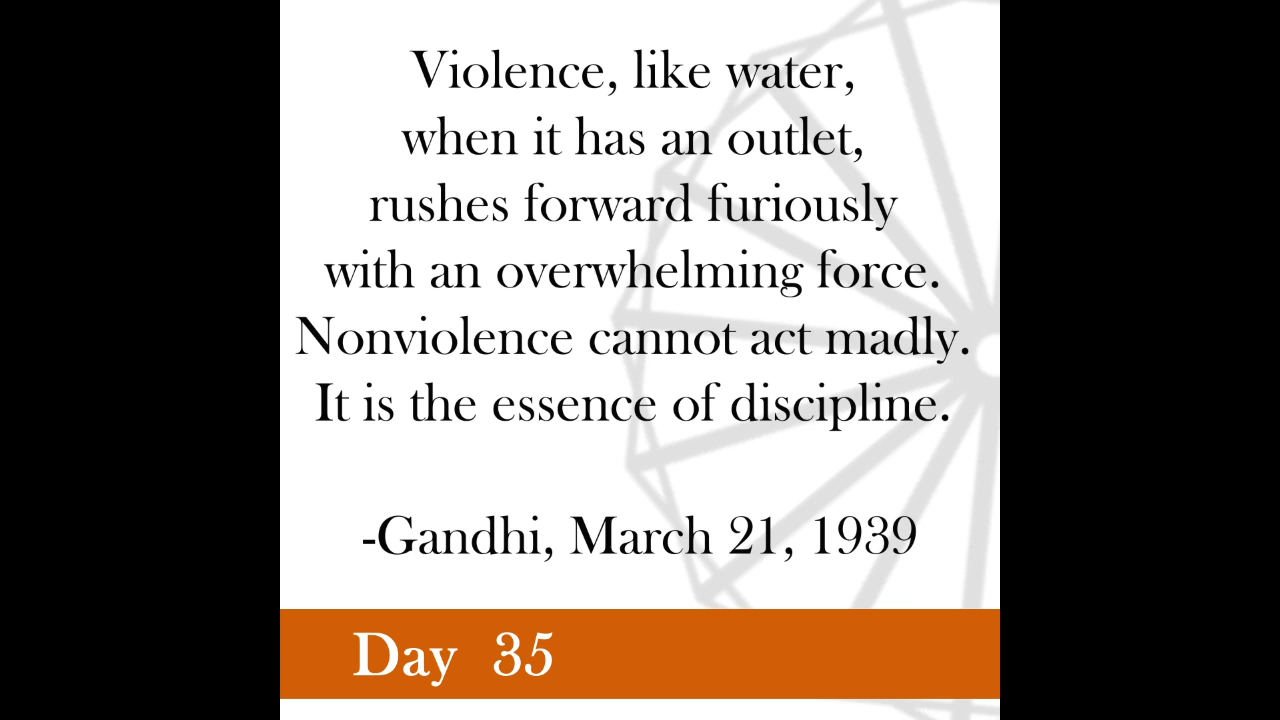 Violence, like water,
when it has an outlet,
rushes forward furiously
with an overwhelming force.
Nonviolence cannot act madly.
It is the essence of discipline.
-Gandhi, March 21, 1939
Day 35